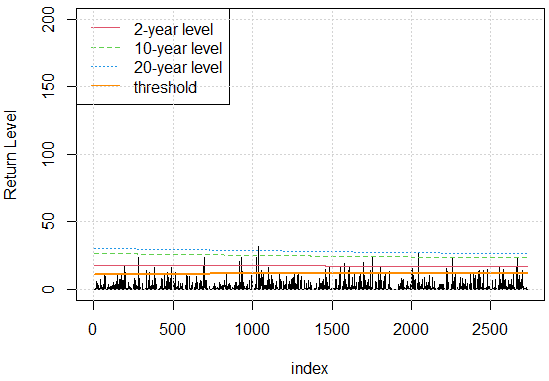 200
150
100
50
0
Return Level
2-year level
10-year level
20-year level
threshold
0 500 1000 1500 2000 2500
index